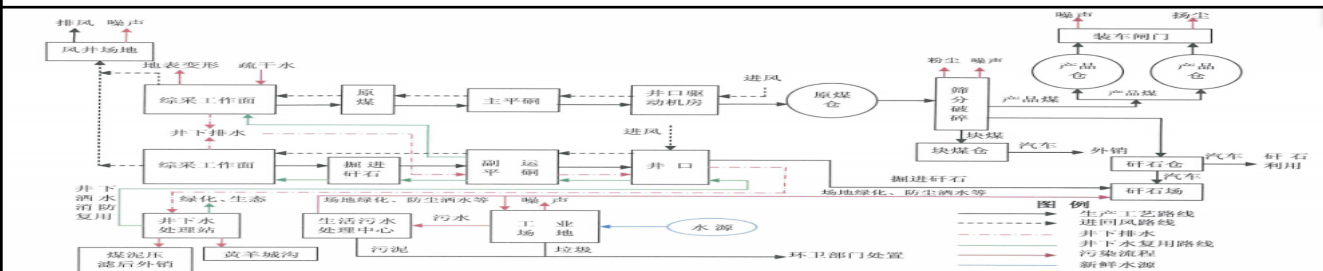 排风 噪声
噪声 扬尘
风井场地
装车闸门
地表变形 疏干水
粉尘 噪声
产品仓
产品仓
进风
综采工作面
原煤
主平硐
井口驱动机房
原煤仓
筛分破碎
产品煤
产品煤
井下排水
进风
块煤
块煤仓
汽车
外销
矸石仓
汽车
矸石利用
综采工作面
掘进矸石
副平硐
运
井口
汽车
掘进矸石
矸石场
井下洒水消防复用
场地绿化、防尘洒水等
绿化、生态
场地绿化、防尘洒水等
噪声
图 例
井下水处理站
生活污水处理中心
污水
工业场地
水源
生产工艺路线
进回风路线
井下排水
井下水复用路线
污染流程
新鲜水源
煤泥压滤后外销
黄羊城沟
污泥
垃圾
环卫部门处置